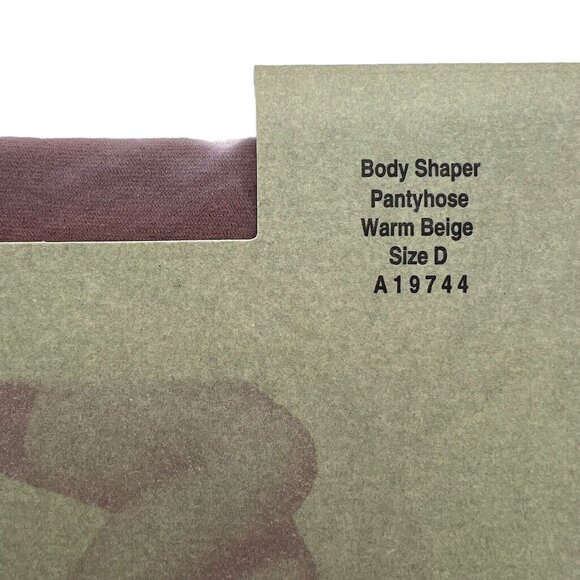 Body Shaper
Pantyhose
Warm Beige
Size D
A19744